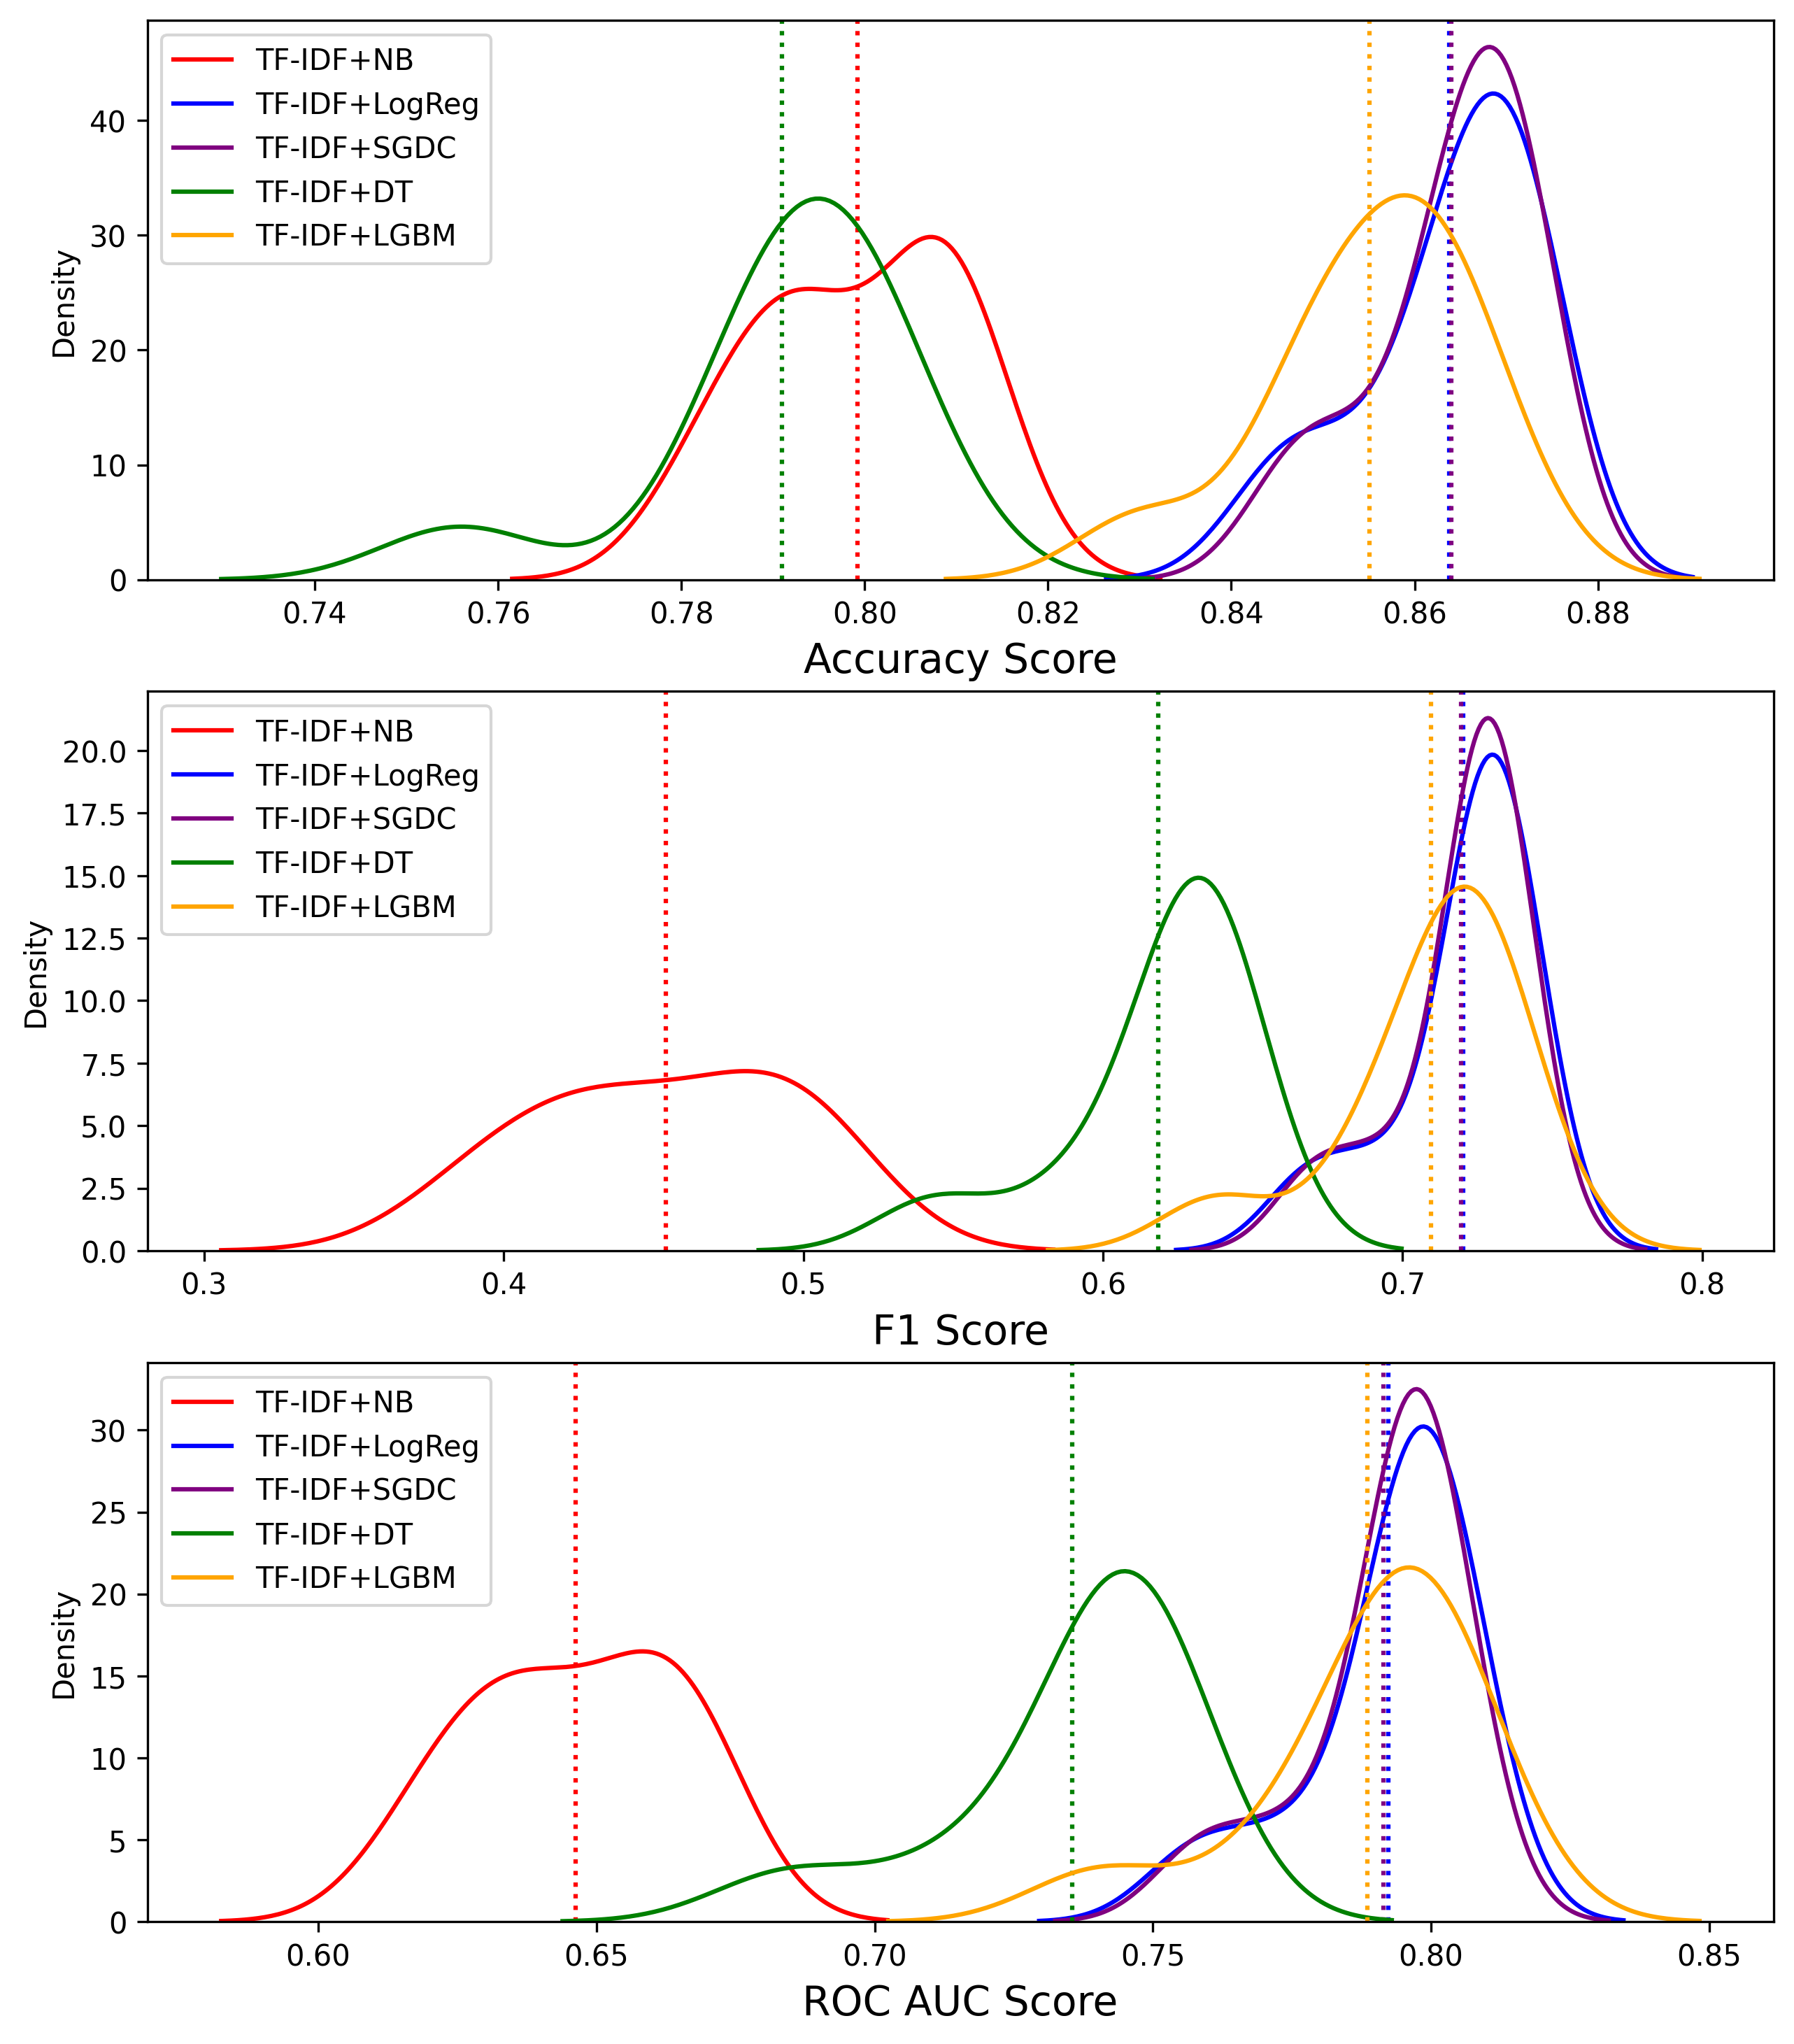 TF-IDF+NB
TF-IDF+LogReg
TF-IDF+SGDC
TF-IDF+DT
TF-IDF+LGBM
Density
40
30
20
10
0
0.74 0.76 0.78 0.80 0.82 0.84 0.86 0.88
Accuracy Score
TF-IDF+NB
TF-IDF+LogReg
TF-IDF+SGDC
TF-IDF+DT
TF-IDF+LGBM
Density
20.0
17.5
15.0
12.5
10.0
7.5
5.0
2.5
0.0
0.3 0.4 0.5 0.6 0.7 0.8
F1 Score
TF-IDF+NB
TF-IDF+LogReg
TF-IDF+SGDC
TF-IDF+DT
TF-IDF+LGBM
Density
30
25
20
15
10
5
0
0.60 0.65 0.70 0.75 0.80 0.85
ROC AUC Score